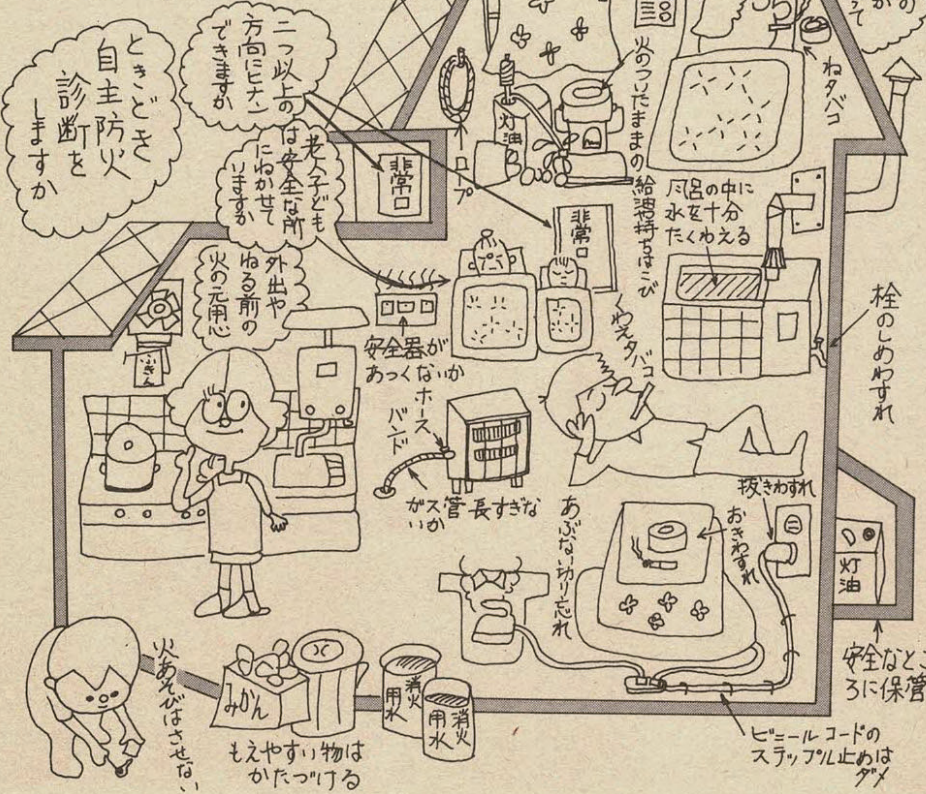 ときどき
自主防火
診断を
しますか
二つ以上の
方向にヒナン
できますか
老人子ども
は安全な所
にねかせて
いますか
外出や
ねる前の
火の元用心
非常口
ロープ
灯油
火のついたままの給油持ちはこび
ねタバコ
風呂の中に
水を十分
たくわえる
栓のしめわすれ
非常口
安全器が
あつくないか
くわえタバコ
ふきん
ホース
バンド
ガス管長すぎな
いか
あぶない切り忘れ
おきわすれ
抜きわすれ
灯油
安全なとこ
ろに保管
火あそびはさせない
みかん
もえやすい物は
かたづける
消火
用水
消火
用水
ビニールコードの
ステップル止めは
ダメ